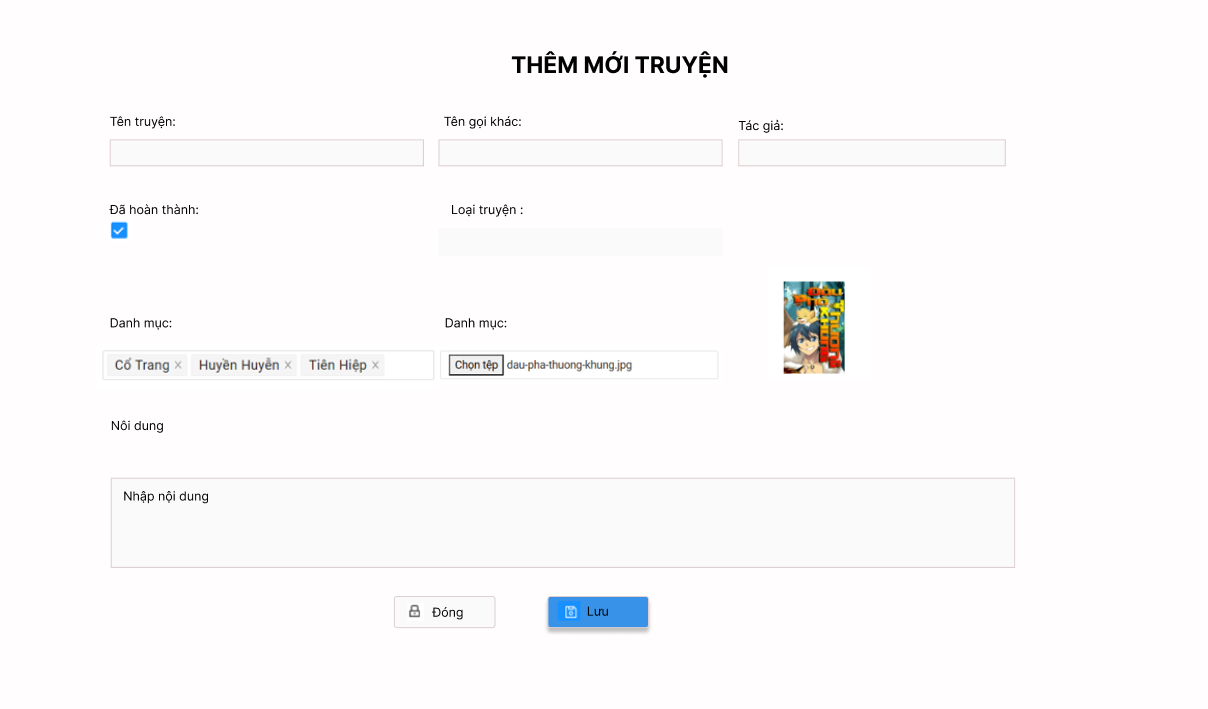 THÊM MỚI TRUYỆN
Tên truyện:
Tên gọi khác:
Tác giả:
Đã hoàn thành:
Loại truyện :
Danh mục:
Danh mục:
Cổ Trang × Huyền Huyễn × Tiên Hiệp ×
Chọn tệp dau-pha-thuong-khung.jpg
Nôi dung
Nhập nội dung
Đóng
Lưu